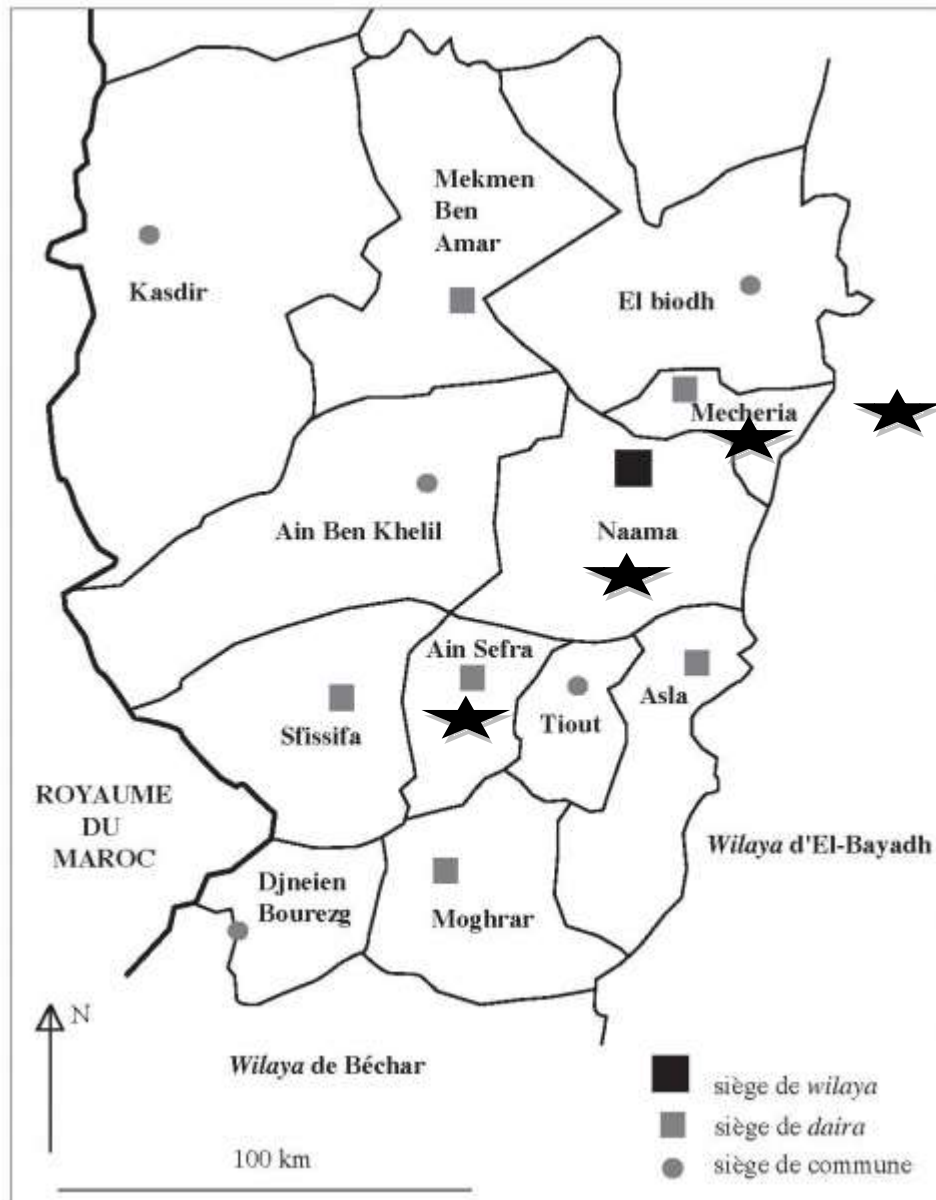 Mekmen
Ben
Amar
Kasdir
El biodh
Mecheria
Ain Ben Khelil
Naama
Ain Sefra
Asla
Tiout
Sfissifa
ROYAUME
DU
MAROC
Wilaya d'El-Bayadh
Djneien
Bourezg
Moghrar
N
Wilaya de Béchar
siège de wilaya
siège de daira
100 km
siège de commune